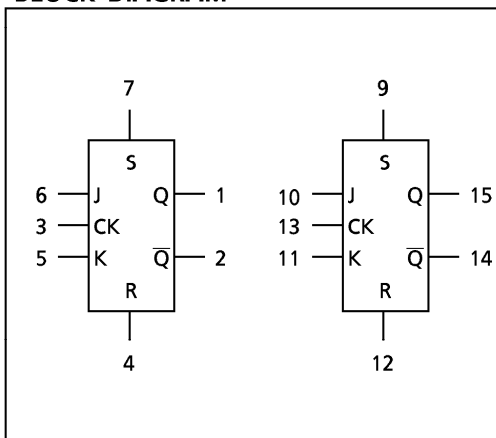 BLOCK DIAGRAM
7 9
S S
6 J Q 1 10 J Q 15
3 CK 13 CK
5 K Q̅ 2 11 K Q̅ 14
R R
4 12